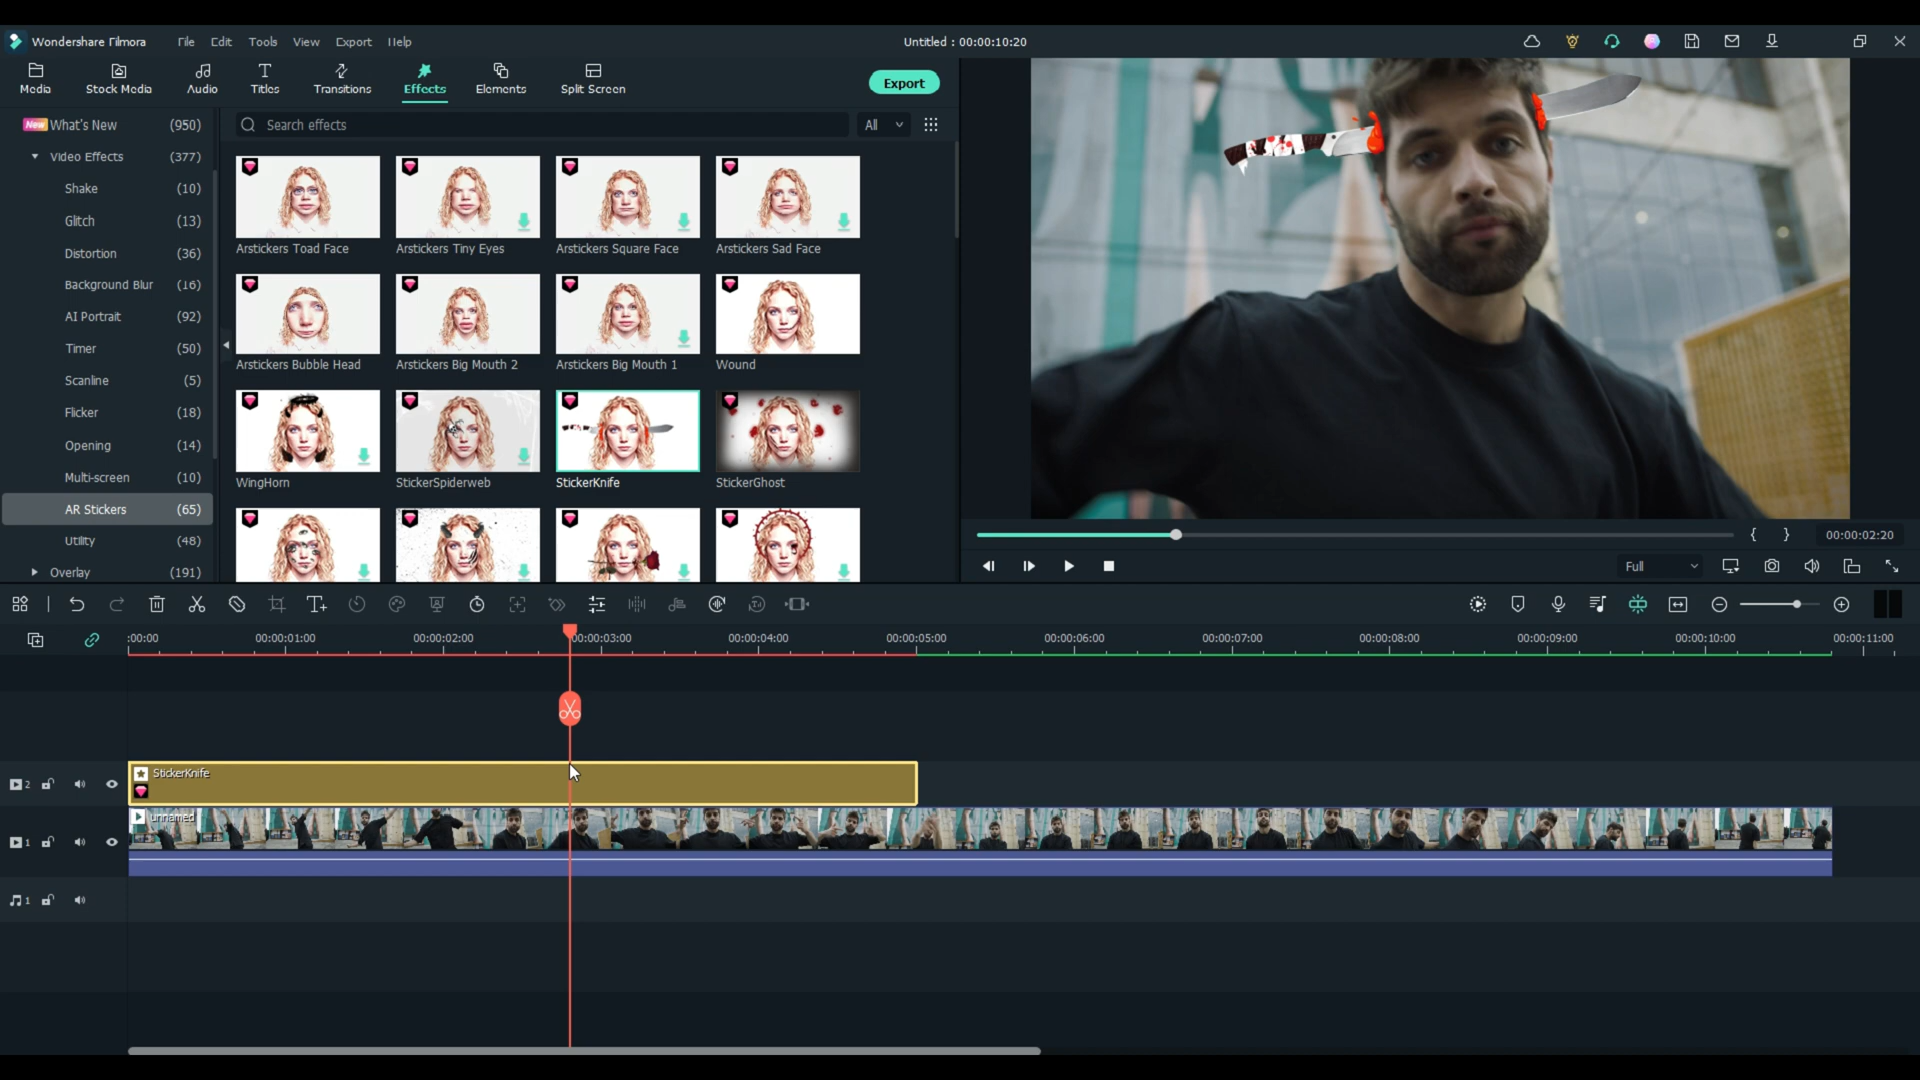 Wondershare Filmora File Edit Tools View Export Help Untitled : 00:00:10:20
Media Stock Media Audio Titles Transitions Effects Elements Split Screen Export
New What's New (950)
Search effects All
Video Effects (377)
Shake (10)
Glitch (13)
Distortion (36)
Background Blur (16)
AI Portrait (92)
Timer (50)
Scanline (5)
Flicker (18)
Opening (14)
Multi-screen (10)
AR Stickers (65)
Utility (48)
Overlay (191)
Arstickers Toad Face Arstickers Tiny Eyes Arstickers Square Face Arstickers Sad Face
Arstickers Bubble Head Arstickers Big Mouth 2 Arstickers Big Mouth 1 Wound
WingHorn StickerSpiderweb StickerKnife StickerGhost
{ } 00:00:02:20
Full
:00:00 00:00:01:00 00:00:02:00 00:00:03:00 00:00:04:00 00:00:05:00 00:00:06:00 00:00:07:00 00:00:08:00 00:00:09:00 00:00:10:00 00:00:11:00
2 StickerKnife
unnamed
1
1